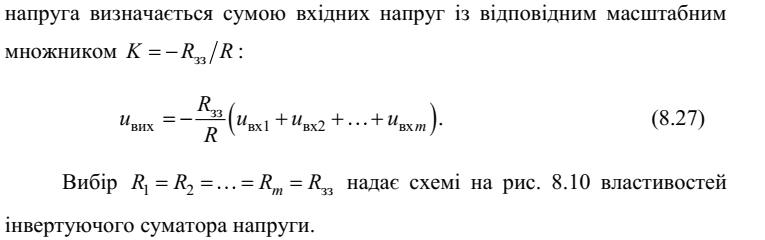 напруга визначається сумою вхідних напруг із відповідним масштабним
множником K = −R_зз/R :
u_вих = −R_зз/R (u_вх1 + u_вх2 + … + u_вхm). (8.27)
Вибір R_1 = R_2 = … = R_m = R_зз надає схемі на рис. 8.10 властивостей
інвертуючого суматора напруги.